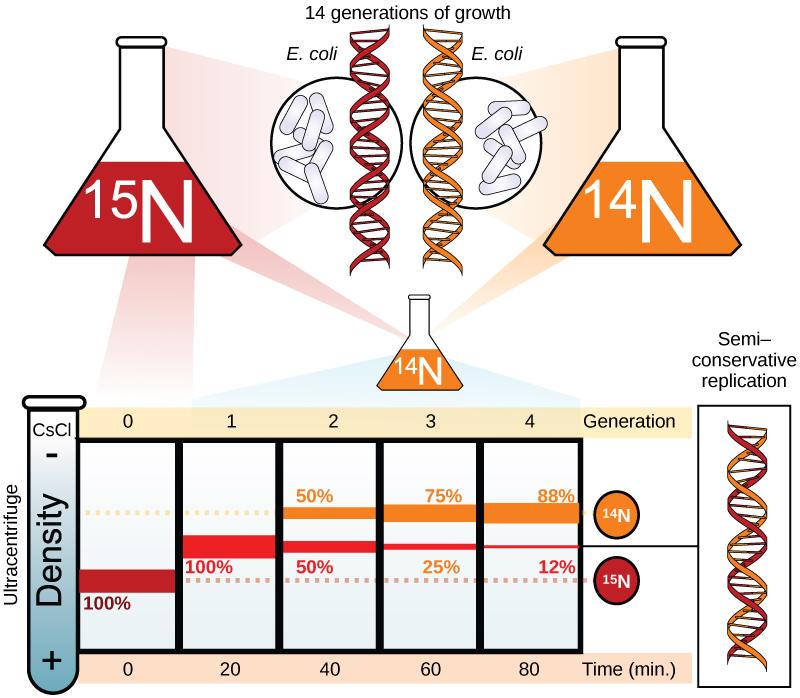 14 generations of growth
E. coli
E. coli
15N
14N
14N
Semi–
conservative
replication
0 1 2 3 4 Generation
CsCl
-
Density
+
Ultracentrifuge
50% 75% 88%
14N
100% 50% 25% 12%
15N
100%
0 20 40 60 80 Time (min.)